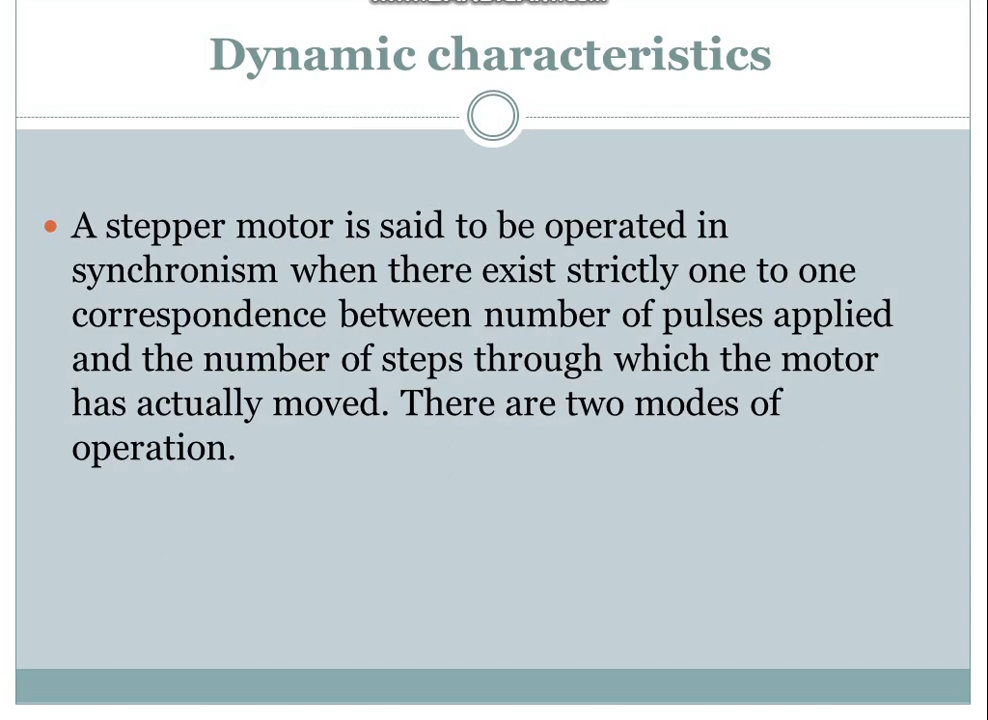 Dynamic characteristics
• A stepper motor is said to be operated in
synchronism when there exist strictly one to one
correspondence between number of pulses applied
and the number of steps through which the motor
has actually moved. There are two modes of
operation.